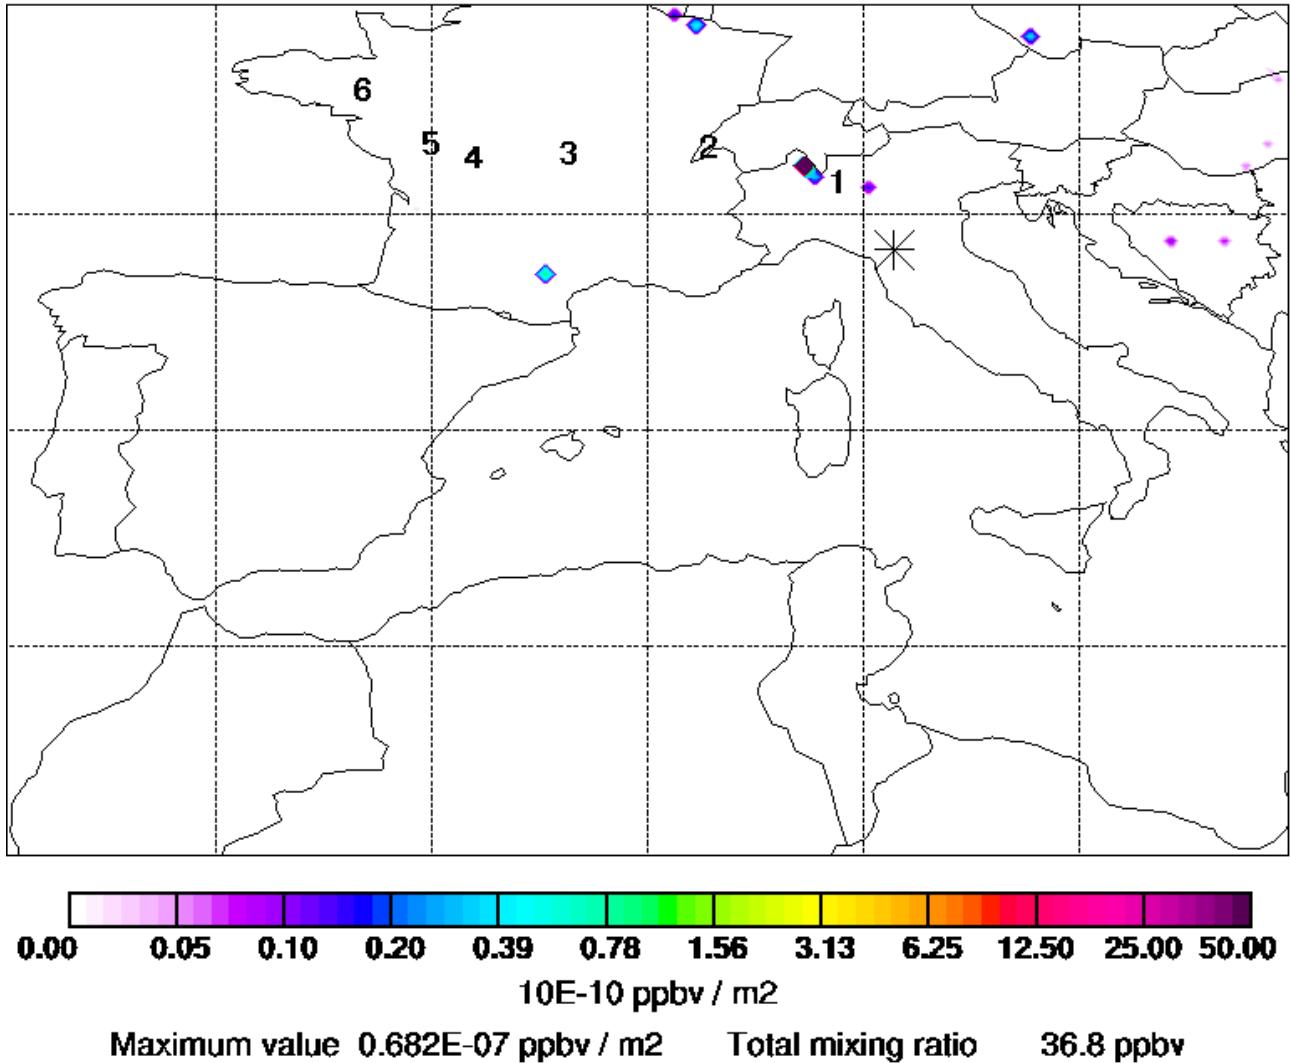 6
5 4 3 2
1
0.00 0.05 0.10 0.20 0.39 0.78 1.56 3.13 6.25 12.50 25.00 50.00
10E-10 ppbv / m2
Maximum value 0.682E-07 ppbv / m2 Total mixing ratio 36.8 ppbv